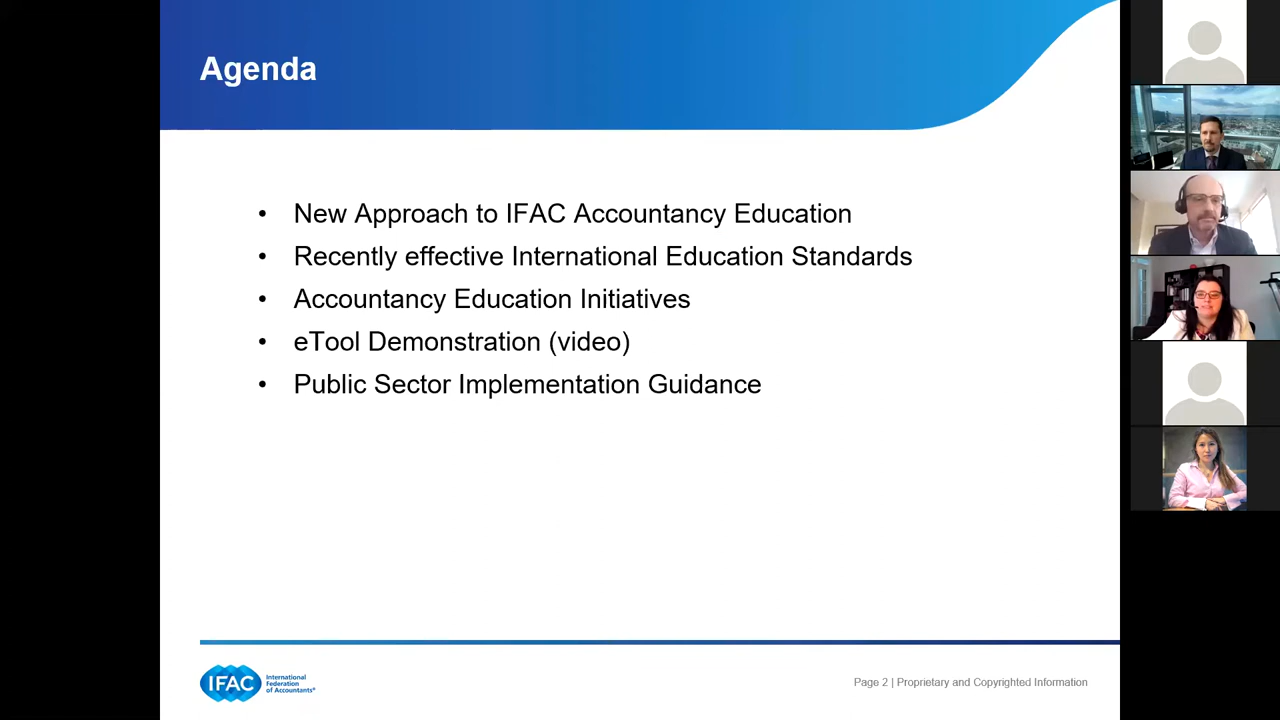 Agenda
• New Approach to IFAC Accountancy Education
• Recently effective International Education Standards
• Accountancy Education Initiatives
• eTool Demonstration (video)
• Public Sector Implementation Guidance
IFAC
International
Federation
of Accountants®
Page 2 | Proprietary and Copyrighted Information